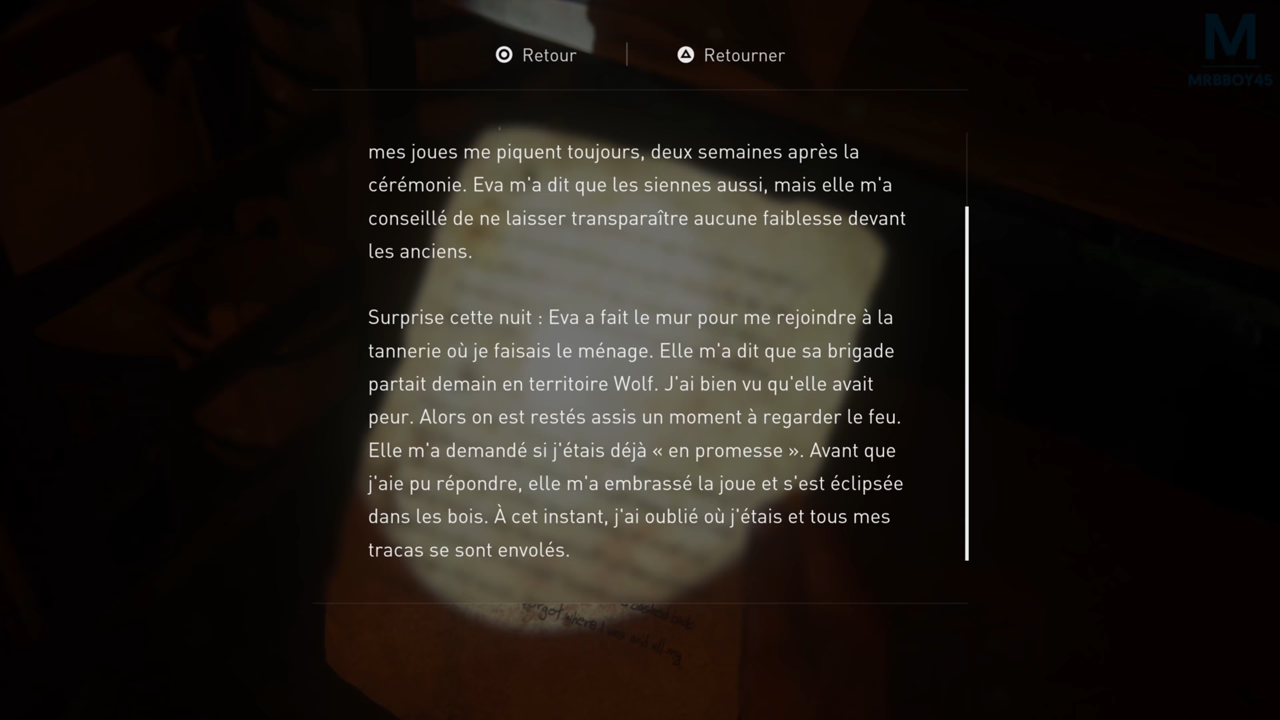 Retour
Retourner
M
MRBBOY45
mes joues me piquent toujours, deux semaines après la
cérémonie. Eva m'a dit que les siennes aussi, mais elle m'a
conseillé de ne laisser transparaître aucune faiblesse devant
les anciens.
Surprise cette nuit : Eva a fait le mur pour me rejoindre à la
tannerie où je faisais le ménage. Elle m'a dit que sa brigade
partait demain en territoire Wolf. J'ai bien vu qu'elle avait
peur. Alors on est restés assis un moment à regarder le feu.
Elle m'a demandé si j'étais déjà « en promesse ». Avant que
j'aie pu répondre, elle m'a embrassé la joue et s'est éclipsée
dans les bois. À cet instant, j'ai oublié où j'étais et tous mes
tracas se sont envolés.
where I was and all my